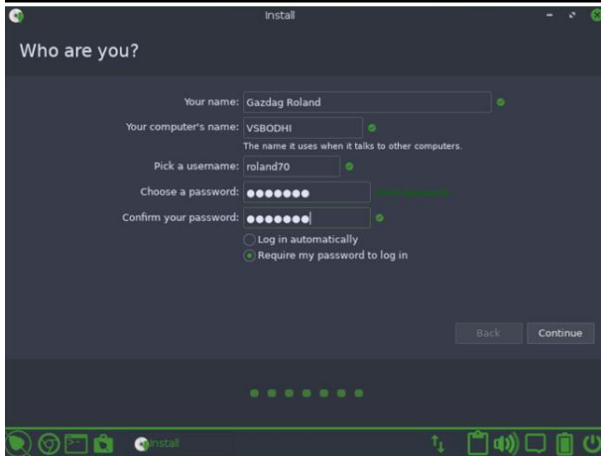 Install
Who are you?
Your name: Gazdag Roland
Your computer's name: VSBODHI
The name it uses when it talks to other computers.
Pick a username: roland70
Choose a password:
Confirm your password:
Log in automatically
Require my password to log in
Back Continue
Install